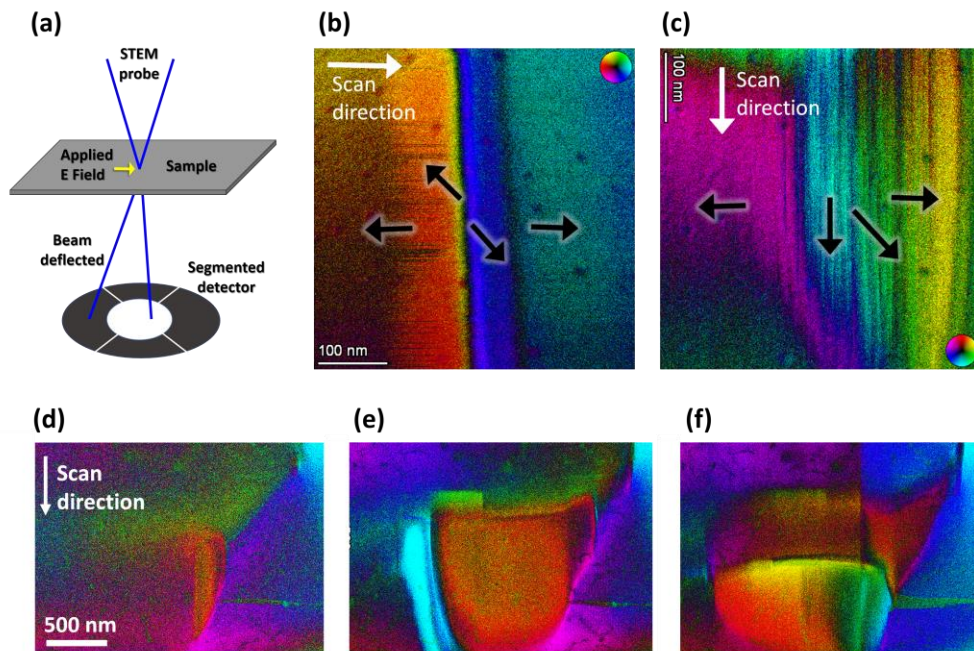 (a)
STEM
probe
Applied
E Field
Sample
Beam
deflected
Segmented
detector
(b)
Scan
direction
100 nm
(c)
100 nm
Scan
direction
(d)
Scan
direction
500 nm
(e)
(f)